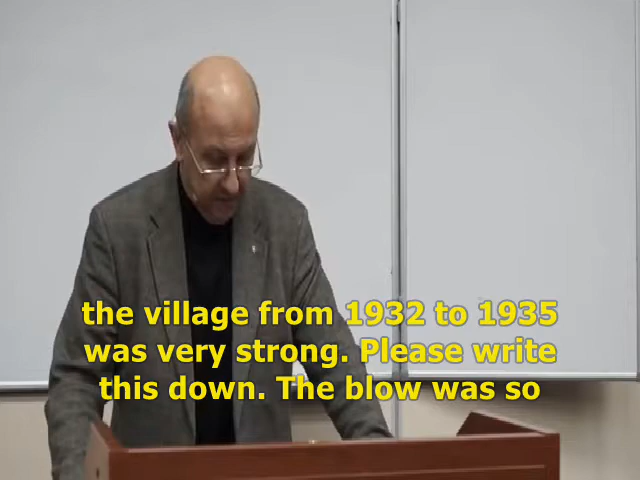 the village from 1932 to 1935
was very strong. Please write
this down. The blow was so